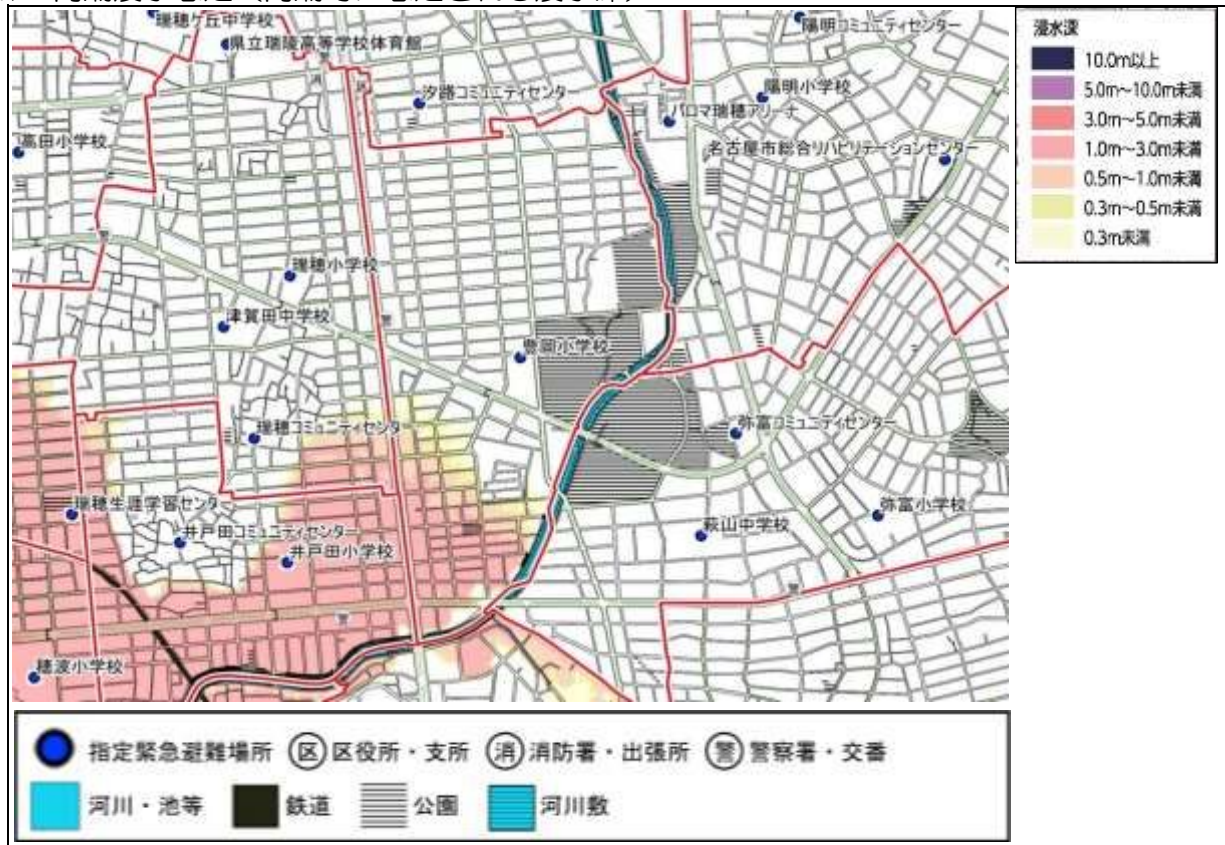 瑞穂ケ丘中学校
県立瑞陵高等学校体育館
陽明コミュニティセンター
汐路コミュニティセンター
陽明小学校
パロマ瑞穂アリーナ
高田小学校
名古屋市総合リハビリテーションセンター
瑞穂小学校
津賀田中学校
豊岡小学校
瑞穂コミュニティセンタ
弥富コミュニティセンター
瑞穂生涯学習センター
弥富小学校
萩山中学校
井戸田コミュニティセンター
井戸田小学校
穂波小学校
浸水深
10.0m以上
5.0m～10.0m未満
3.0m～5.0m未満
1.0m～3.0m未満
0.5m～1.0m未満
0.3m～0.5m未満
0.3m未満
指定緊急避難場所 区 区役所・支所 消 消防署・出張所 警 警察署・交番
河川・池等 鉄道 公園 河川敷